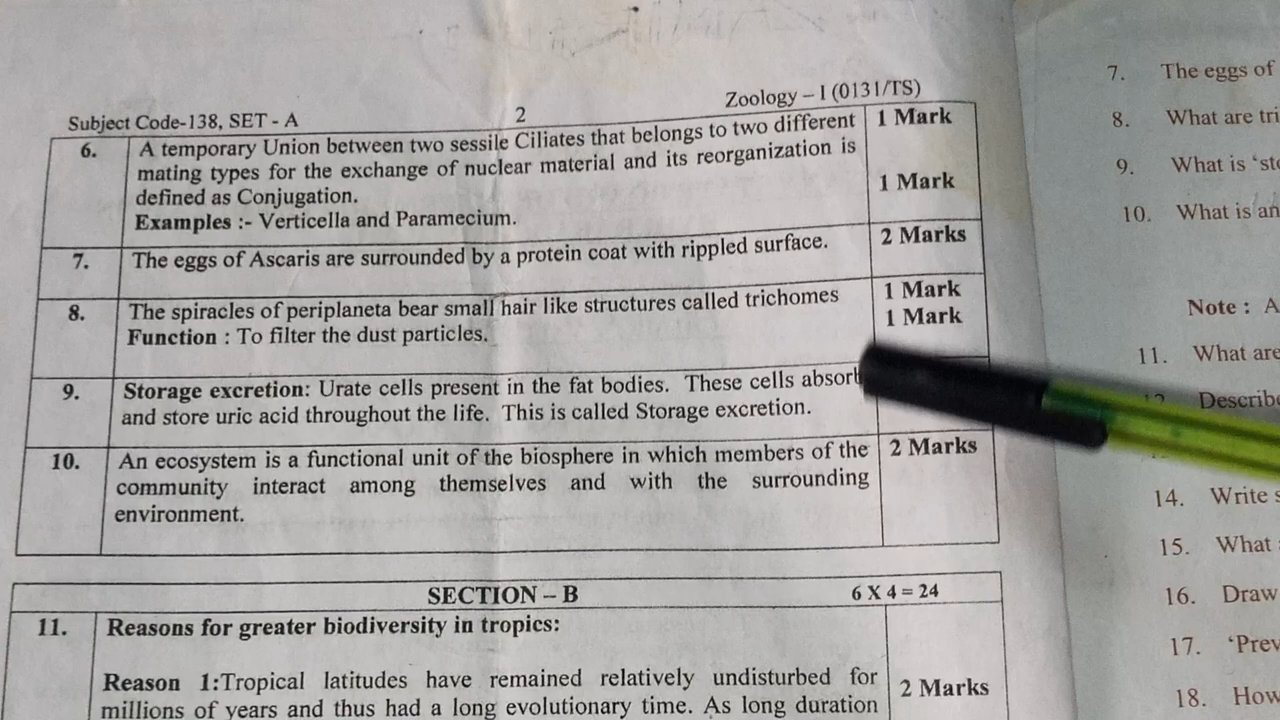 Subject Code-138, SET - A 2 Zoology – I (0131/TS)
6. A temporary Union between two sessile Ciliates that belongs to two different 1 Mark
mating types for the exchange of nuclear material and its reorganization is
defined as Conjugation. 1 Mark
Examples :- Verticella and Paramecium.
7. The eggs of Ascaris are surrounded by a protein coat with rippled surface. 2 Marks
8. The spiracles of periplaneta bear small hair like structures called trichomes 1 Mark
Function : To filter the dust particles. 1 Mark
9. Storage excretion: Urate cells present in the fat bodies. These cells absorb
and store uric acid throughout the life. This is called Storage excretion.
10. An ecosystem is a functional unit of the biosphere in which members of the 2 Marks
community interact among themselves and with the surrounding
environment.
SECTION – B 6 X 4 = 24
11. Reasons for greater biodiversity in tropics:
Reason 1:Tropical latitudes have remained relatively undisturbed for 2 Marks
millions of years and thus had a long evolutionary time. As long duration
7. The eggs of
8. What are tri
9. What is ‘sto
10. What is an
Note : A
11. What are
12. Describe
14. Write s
15. What
16. Draw
17. ‘Prev
18. How